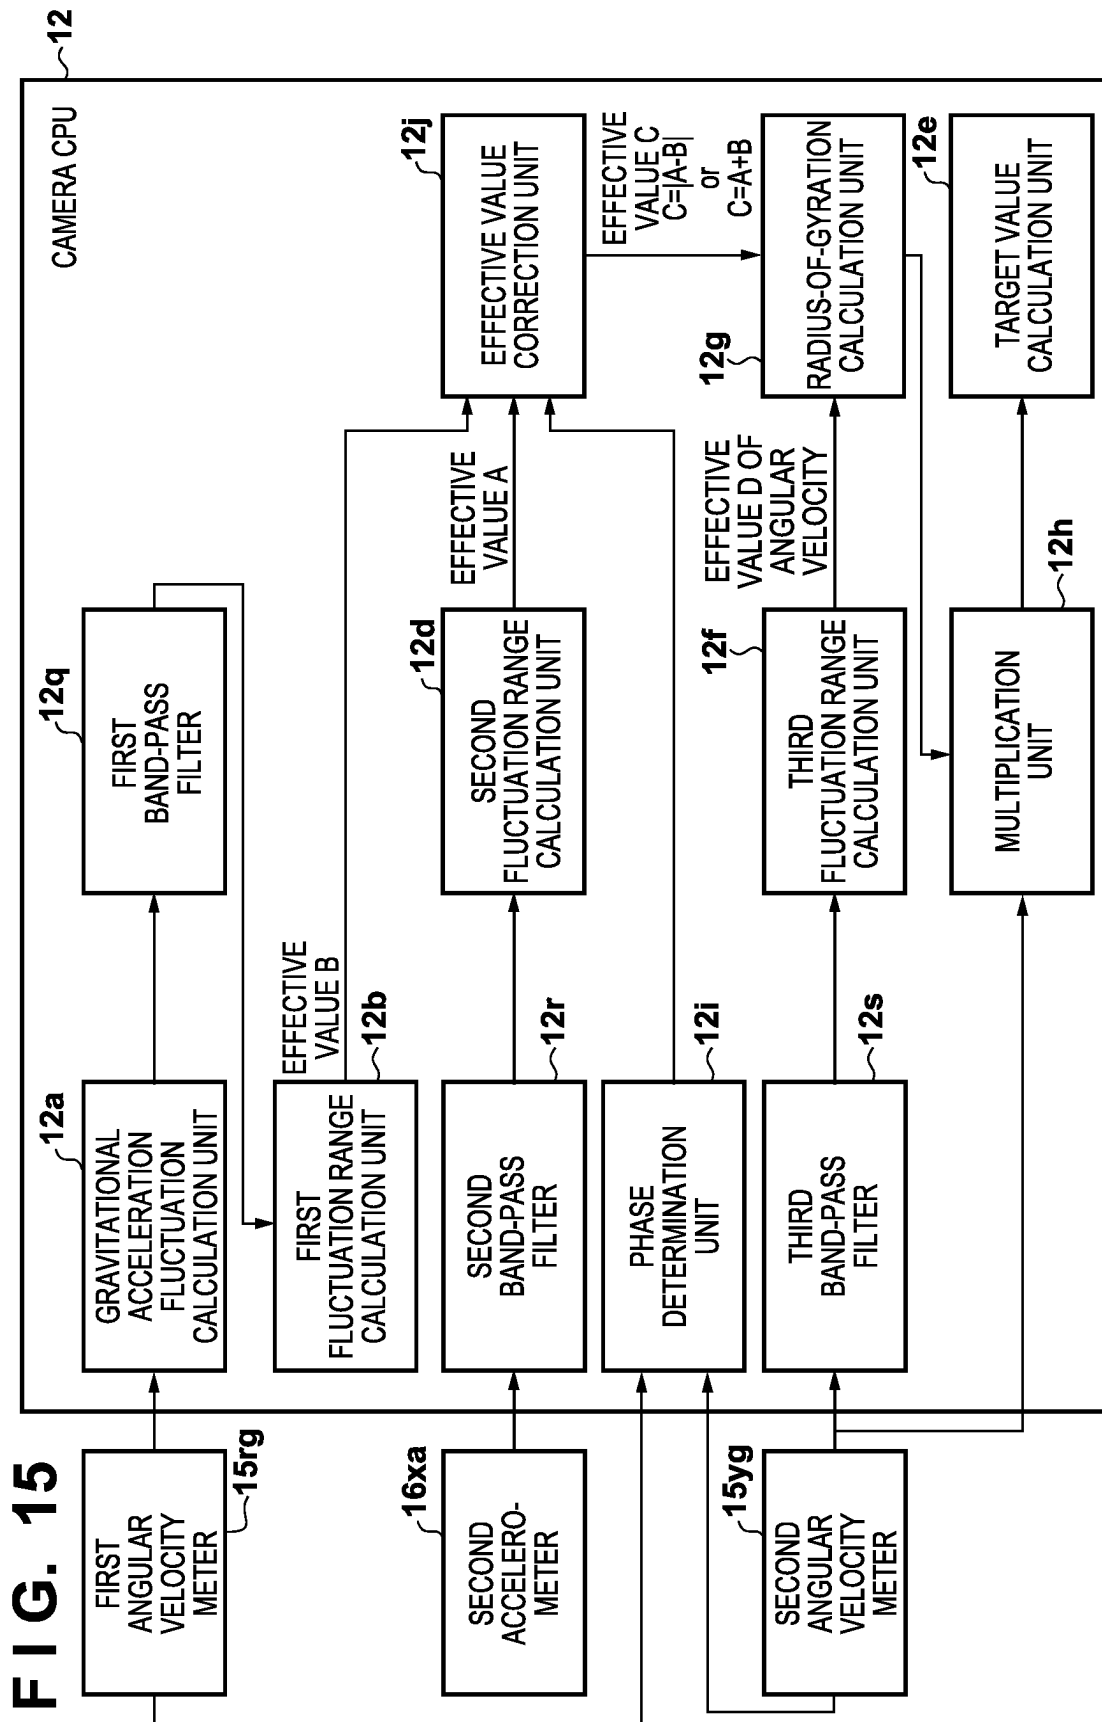 FIG. 15
12
CAMERA CPU
15rg
FIRST
ANGULAR
VELOCITY
METER
12a
GRAVITATIONAL
ACCELERATION
FLUCTUATION
CALCULATION UNIT
12q
FIRST
BAND-PASS
FILTER
FIRST
FLUCTUATION RANGE
CALCULATION UNIT
12b
EFFECTIVE
VALUE B
16xa
SECOND
ACCELERO-
METER
SECOND
BAND-PASS
FILTER
12r
12d
SECOND
FLUCTUATION RANGE
CALCULATION UNIT
EFFECTIVE
VALUE A
12j
EFFECTIVE VALUE
CORRECTION UNIT
PHASE
DETERMINATION
UNIT
12i
EFFECTIVE
VALUE C
C=|A-B|
or
C=A+B
15yg
SECOND
ANGULAR
VELOCITY
METER
THIRD
BAND-PASS
FILTER
12s
12f
THIRD
FLUCTUATION RANGE
CALCULATION UNIT
EFFECTIVE
VALUE D OF
ANGULAR
VELOCITY
12g
RADIUS-OF-GYRATION
CALCULATION UNIT
MULTIPLICATION
UNIT
12h
12e
TARGET VALUE
CALCULATION UNIT